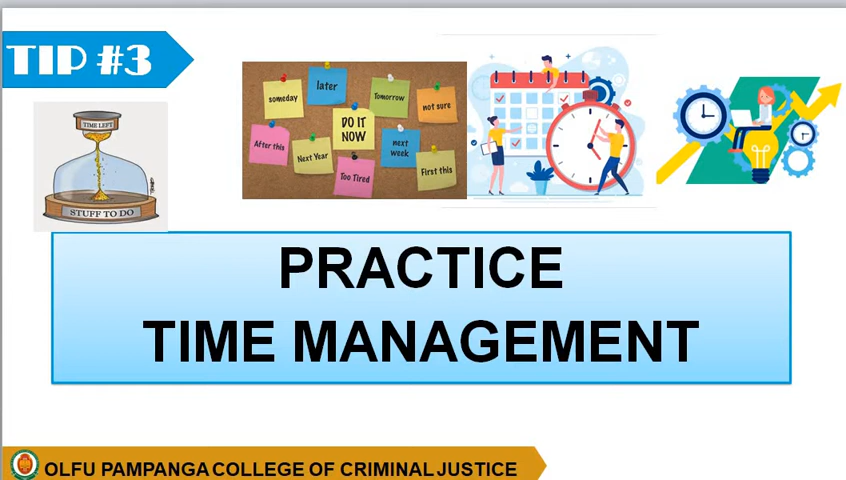 TIP #3
TIME LEFT
STUFF TO DO
someday
later
Tomorrow
not sure
DO IT
NOW
After this
Next Year
next
week
Too Tired
First this
PRACTICE
TIME MANAGEMENT
OLFU PAMPANGA COLLEGE OF CRIMINAL JUSTICE